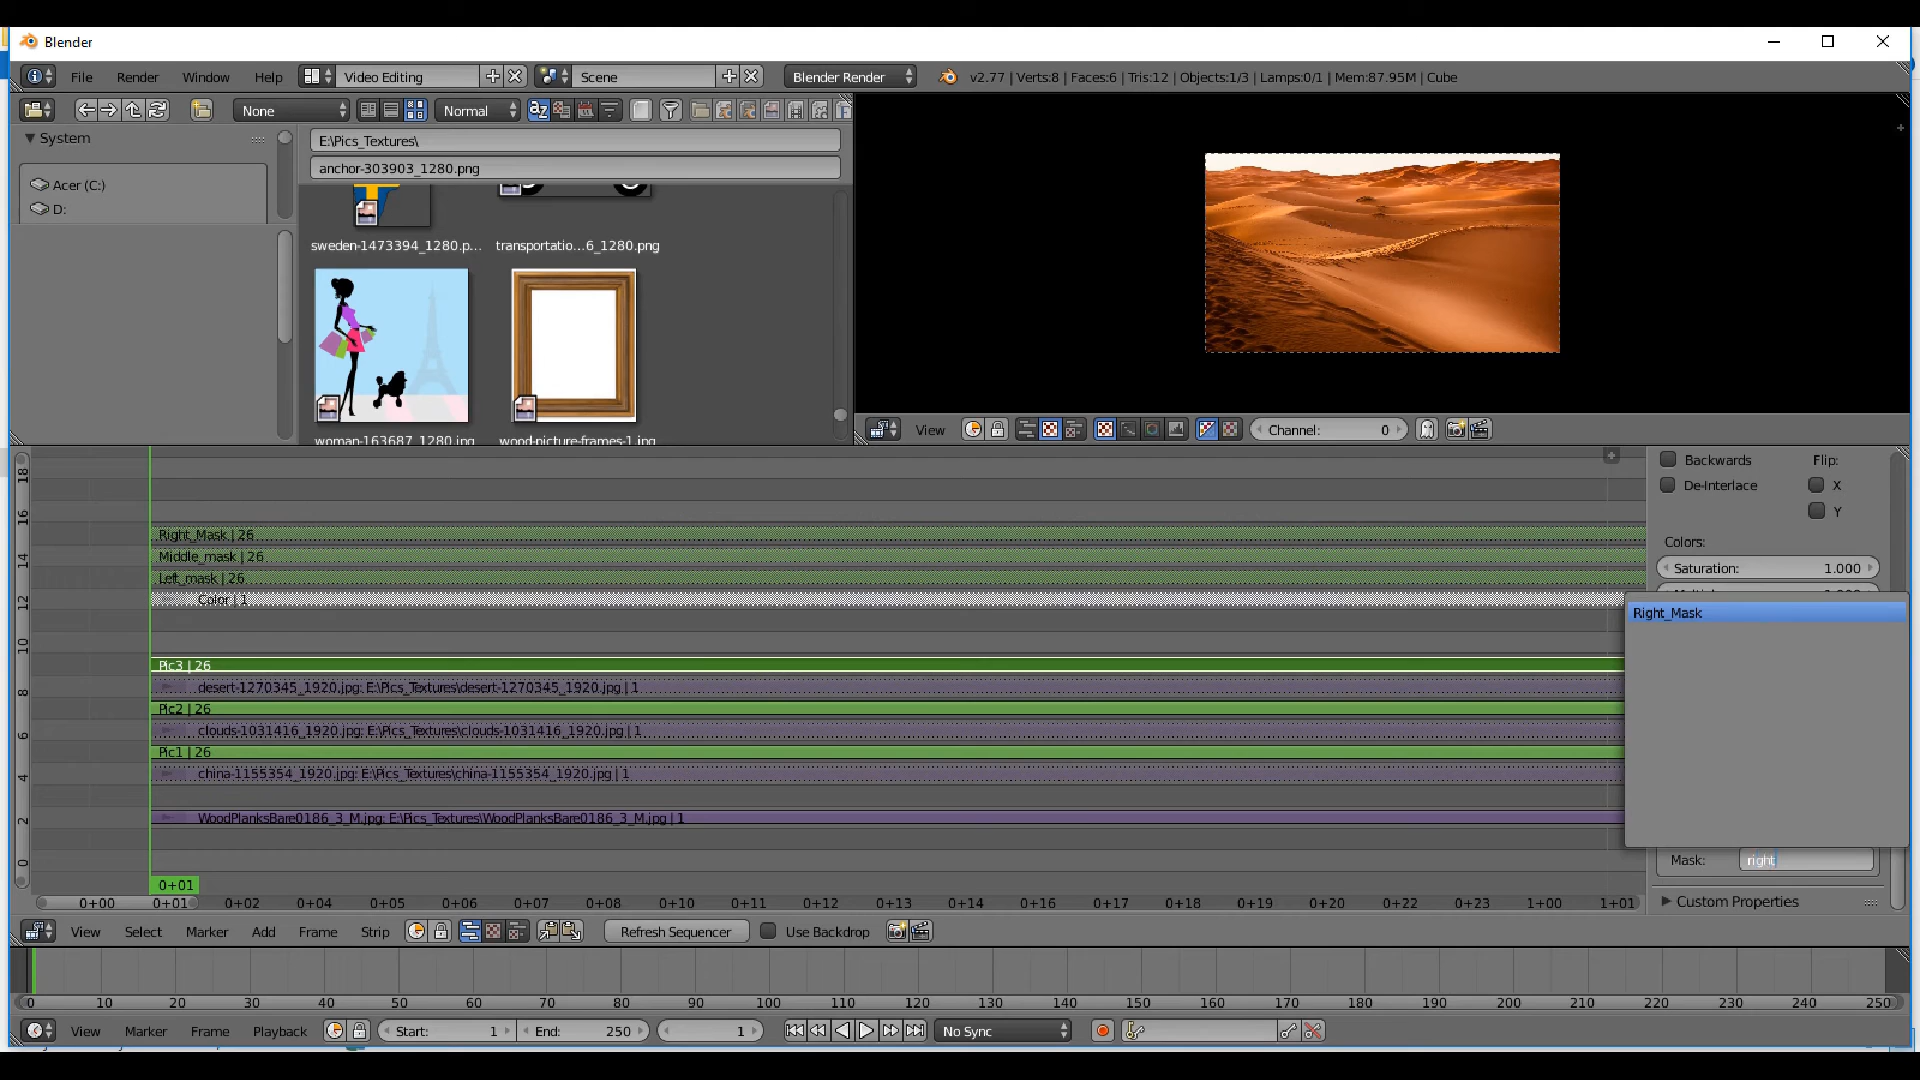 Blender
File Render Window Help Video Editing Scene Blender Render v2.77 | Verts:8 | Faces:6 | Tris:12 | Objects:1/3 | Lamps:0/1 | Mem:87.95M | Cube
None Normal
System
Acer (C:)
D:
E:\Pics_Textures\
anchor-303903_1280.png
sweden-1473394_1280.p... transportatio...6_1280.png
woman-163687_1280.jpg wood-picture-frames-1.jpg
View Channel: 0
Backwards Flip:
De-Interlace X
Y
Colors:
Saturation: 1.000
Right_Mask
Mask: right
Custom Properties
18
16
14
12
10
8
6
4
2
0
Right_Mask | 26
Middle_mask | 26
Left_mask | 26
Color | 1
Pic3 | 26
desert-1270345_1920.jpg: E:\Pics_Textures\desert-1270345_1920.jpg | 1
Pic2 | 26
clouds-1031416_1920.jpg: E:\Pics_Textures\clouds-1031416_1920.jpg | 1
Pic1 | 26
china-1155354_1920.jpg: E:\Pics_Textures\china-1155354_1920.jpg | 1
WoodPlanksBare0186_3_M.jpg: E:\Pics_Textures\WoodPlanksBare0186_3_M.jpg | 1
0+01
0+00 0+01 0+02 0+04 0+05 0+06 0+07 0+08 0+10 0+11 0+12 0+13 0+14 0+16 0+17 0+18 0+19 0+20 0+22 0+23 1+00 1+01
View Select Marker Add Frame Strip Refresh Sequencer Use Backdrop
0 10 20 30 40 50 60 70 80 90 100 110 120 130 140 150 160 170 180 190 200 210 220 230 240 250
View Marker Frame Playback Start: 1 End: 250 1 No Sync